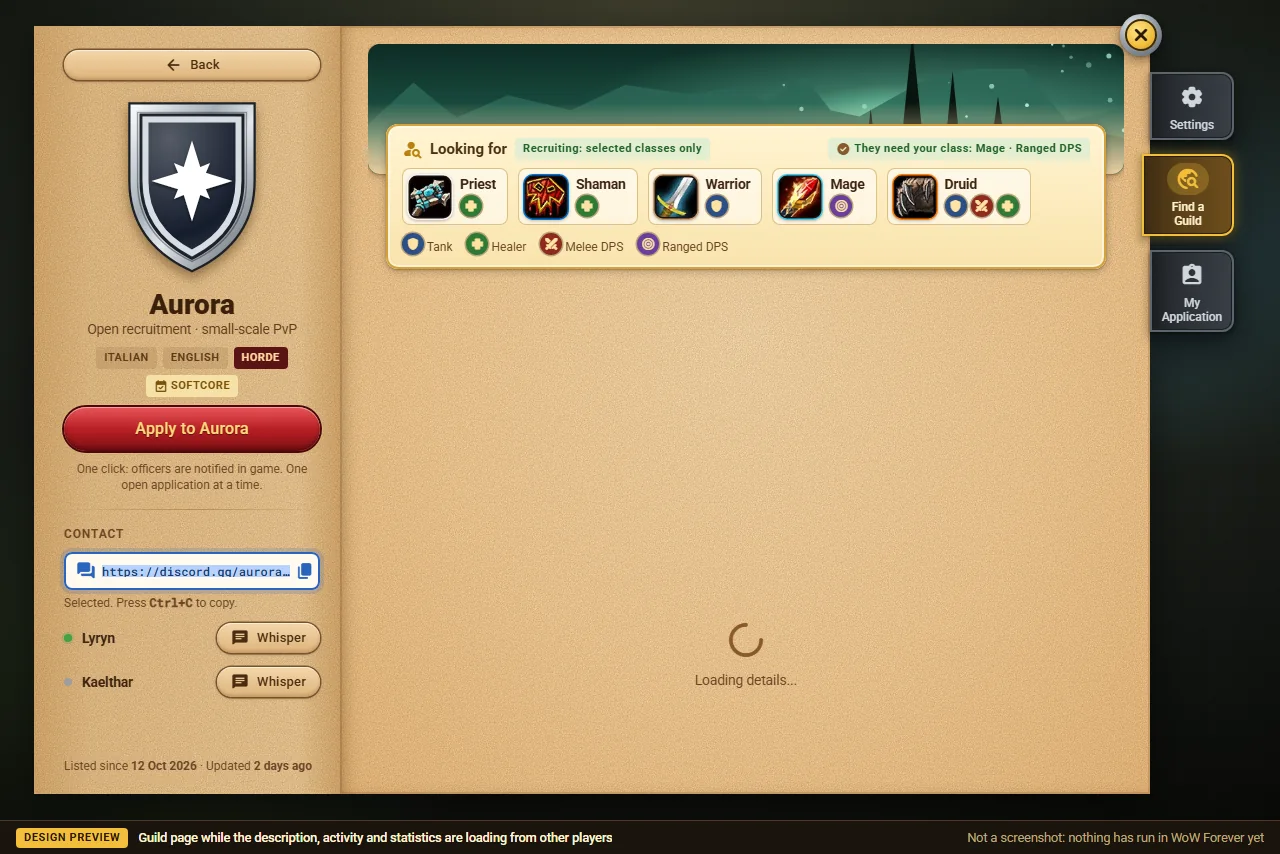 Back
Aurora
Open recruitment · small-scale PvP
ITALIAN ENGLISH HORDE
SOFTCORE
Apply to Aurora
One click: officers are notified in game. One
open application at a time.
CONTACT
https://discord.gg/aurora…
Selected. Press Ctrl+C to copy.
Lyryn Whisper
Kaelthar Whisper
Listed since 12 Oct 2026 · Updated 2 days ago
Looking for Recruiting: selected classes only They need your class: Mage · Ranged DPS
Priest Shaman Warrior Mage Druid
Tank Healer Melee DPS Ranged DPS
Loading details...
Settings
Find a
Guild
My
Application
DESIGN PREVIEW Guild page while the description, activity and statistics are loading from other players Not a screenshot: nothing has run in WoW Forever yet